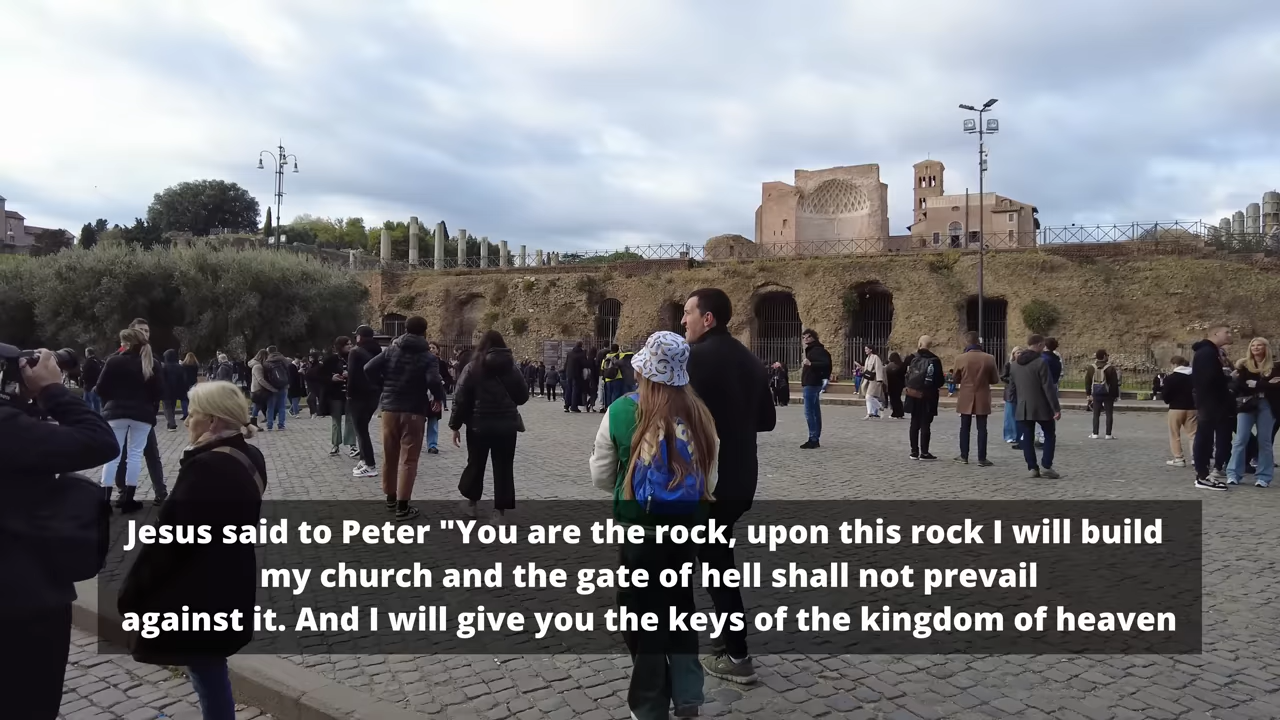 Jesus said to Peter "You are the rock, upon this rock I will build
my church and the gate of hell shall not prevail
against it. And I will give you the keys of the kingdom of heaven